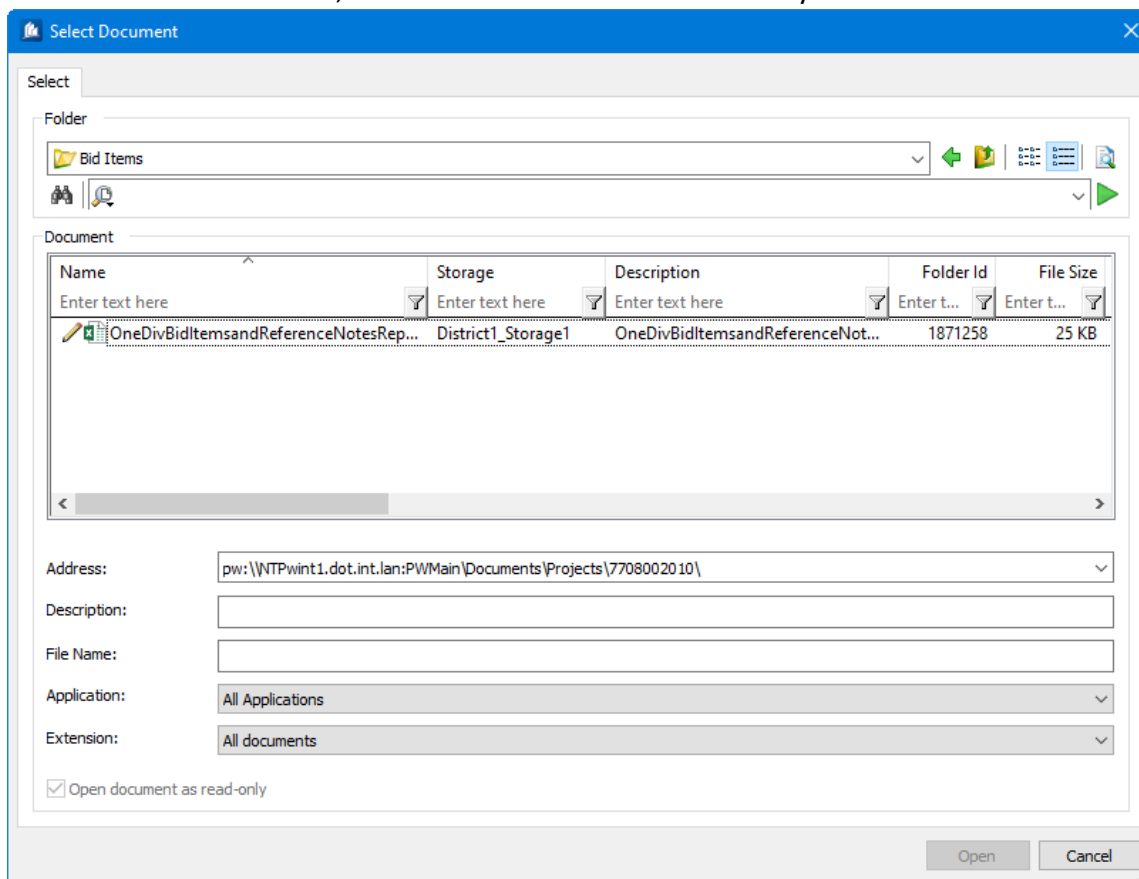 Select Document
Select
Folder
Bid Items
Document
Name Storage Description Folder Id File Size
Enter text here Enter text here Enter text here Enter t... Enter t...
OneDivBidItemsandReferenceNotesRep... District1_Storage1 OneDivBidItemsandReferenceNot... 1871258 25 KB
Address: pw:\\NTPwint1.dot.int.lan:PWMain\Documents\Projects\7708002010\
Description:
File Name:
Application: All Applications
Extension: All documents
Open document as read-only
Open Cancel